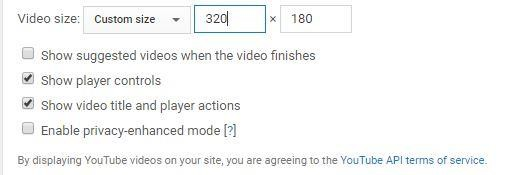 Video size: Custom size 320 × 180
Show suggested videos when the video finishes
Show player controls
Show video title and player actions
Enable privacy-enhanced mode [?]
By displaying YouTube videos on your site, you are agreeing to the YouTube API terms of service.